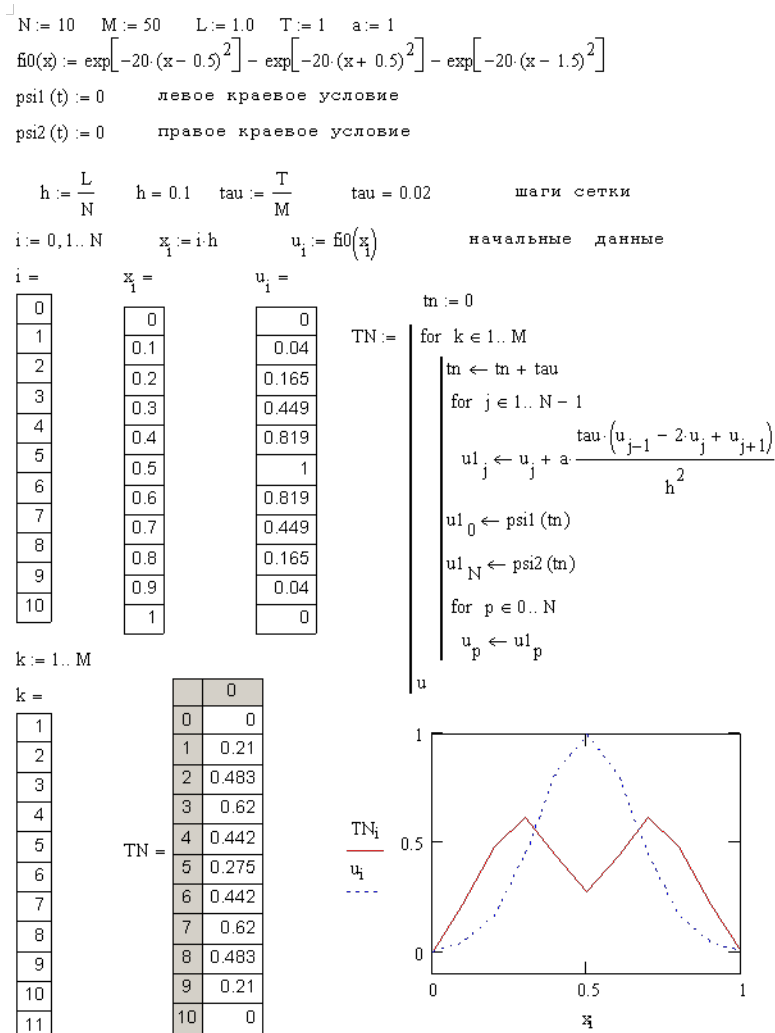 N := 10 M := 50 L := 1.0 T := 1 a := 1
fi0(x) := exp[−20·(x − 0.5)^2] − exp[−20·(x + 0.5)^2] − exp[−20·(x − 1.5)^2]
psi1 (t) := 0 левое краевое условие
psi2 (t) := 0 правое краевое условие
h := L/N h = 0.1 tau := T/M tau = 0.02 шаги сетки
i := 0, 1 .. N x_i := i·h u_i := fi0(x_i) начальные данные
i = x_i = u_i =
0 0 0
1 0.1 0.04
2 0.2 0.165
3 0.3 0.449
4 0.4 0.819
5 0.5 1
6 0.6 0.819
7 0.7 0.449
8 0.8 0.165
9 0.9 0.04
10 1 0
tn := 0
TN := for k ∈ 1 .. M
tn ← tn + tau
for j ∈ 1 .. N − 1
u1_j ← u_j + a· tau·(u_{j−1} − 2·u_j + u_{j+1}) / h^2
u1_0 ← psi1 (tn)
u1_N ← psi2 (tn)
for p ∈ 0 .. N
u_p ← u1_p
u
k := 1 .. M
k =
1
2
3
4
5
6
7
8
9
10
11
TN =
0
0 0
1 0.21
2 0.483
3 0.62
4 0.442
5 0.275
6 0.442
7 0.62
8 0.483
9 0.21
10 0
TN_i
u_i
1
0.5
0
0 0.5 1
x_i